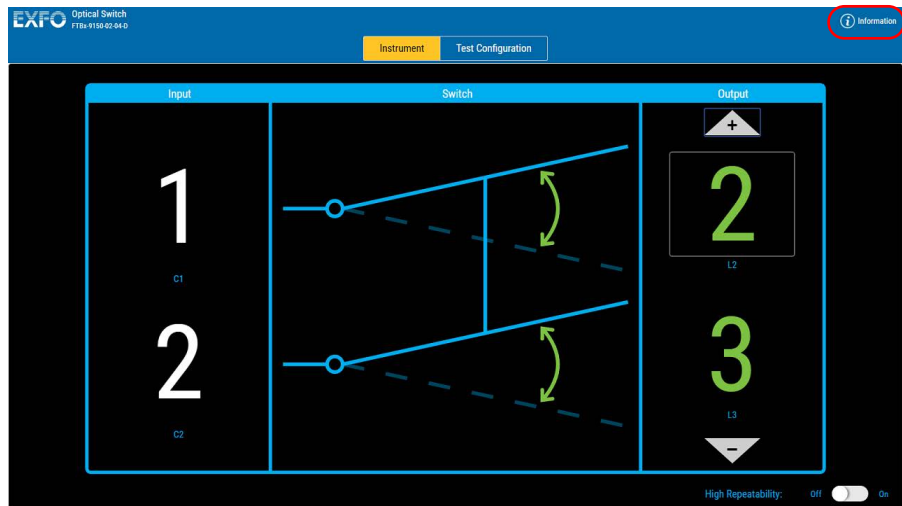 EXFO Optical Switch
FTBx-9150-02-04-D
Information
Instrument Test Configuration
Input Switch Output
+
1 2
C1 L2
2 3
C2 L3
−
High Repeatability: Off On